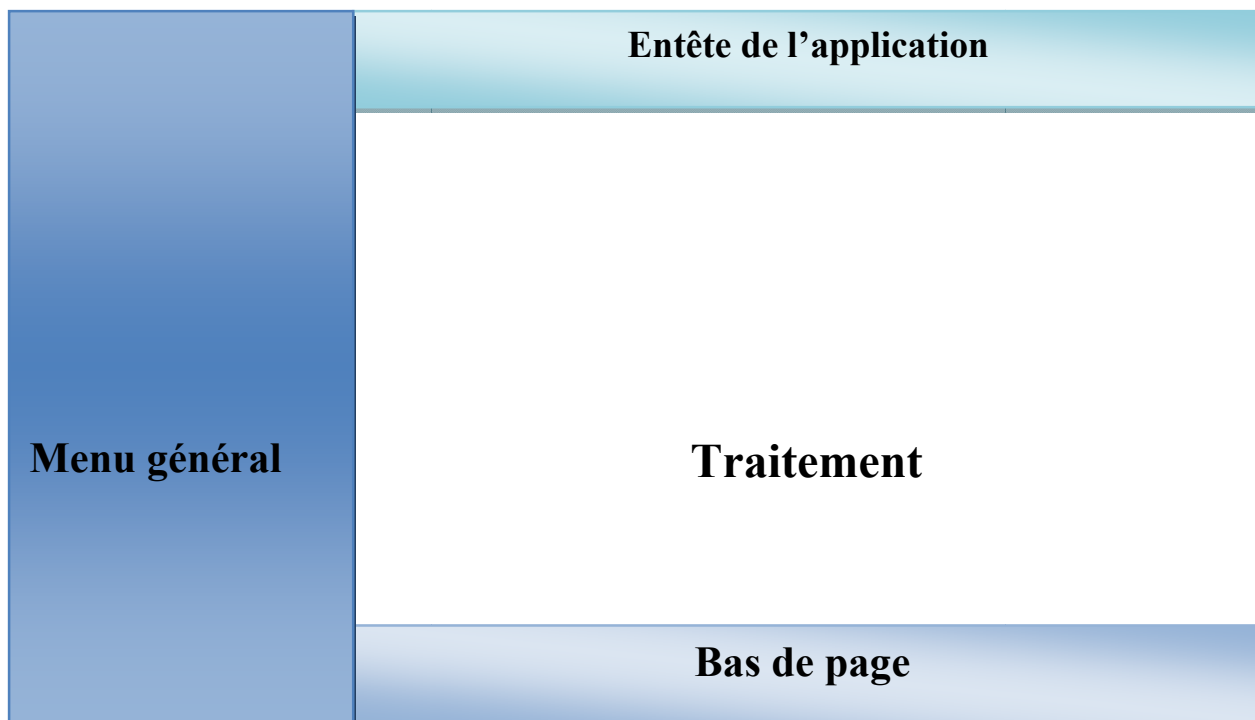 Entête de l’application
Menu général
Traitement
Bas de page